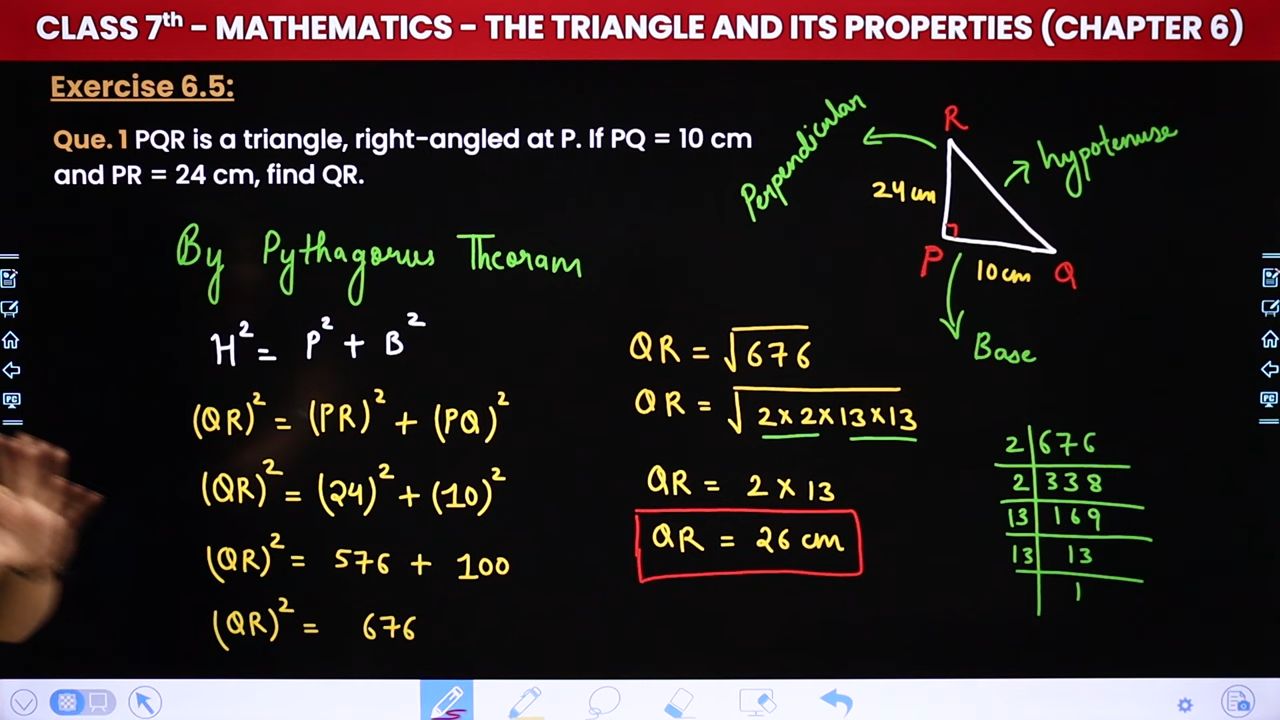 CLASS 7th - MATHEMATICS - THE TRIANGLE AND ITS PROPERTIES (CHAPTER 6)
Exercise 6.5:
Que. 1 PQR is a triangle, right-angled at P. If PQ = 10 cm
and PR = 24 cm, find QR.
Perpendicular
R
hypotenuse
24 cm
P
10cm
Q
Base
By Pythagorus Theoram
H² = P² + B²
(QR)² = (PR)² + (PQ)²
(QR)² = (24)² + (10)²
(QR)² = 576 + 100
(QR)² = 676
QR = √676
QR = √2×2×13×13
QR = 2 × 13
QR = 26 cm
2 | 676
2 | 338
13 | 169
13 | 13
| 1
PC
PC